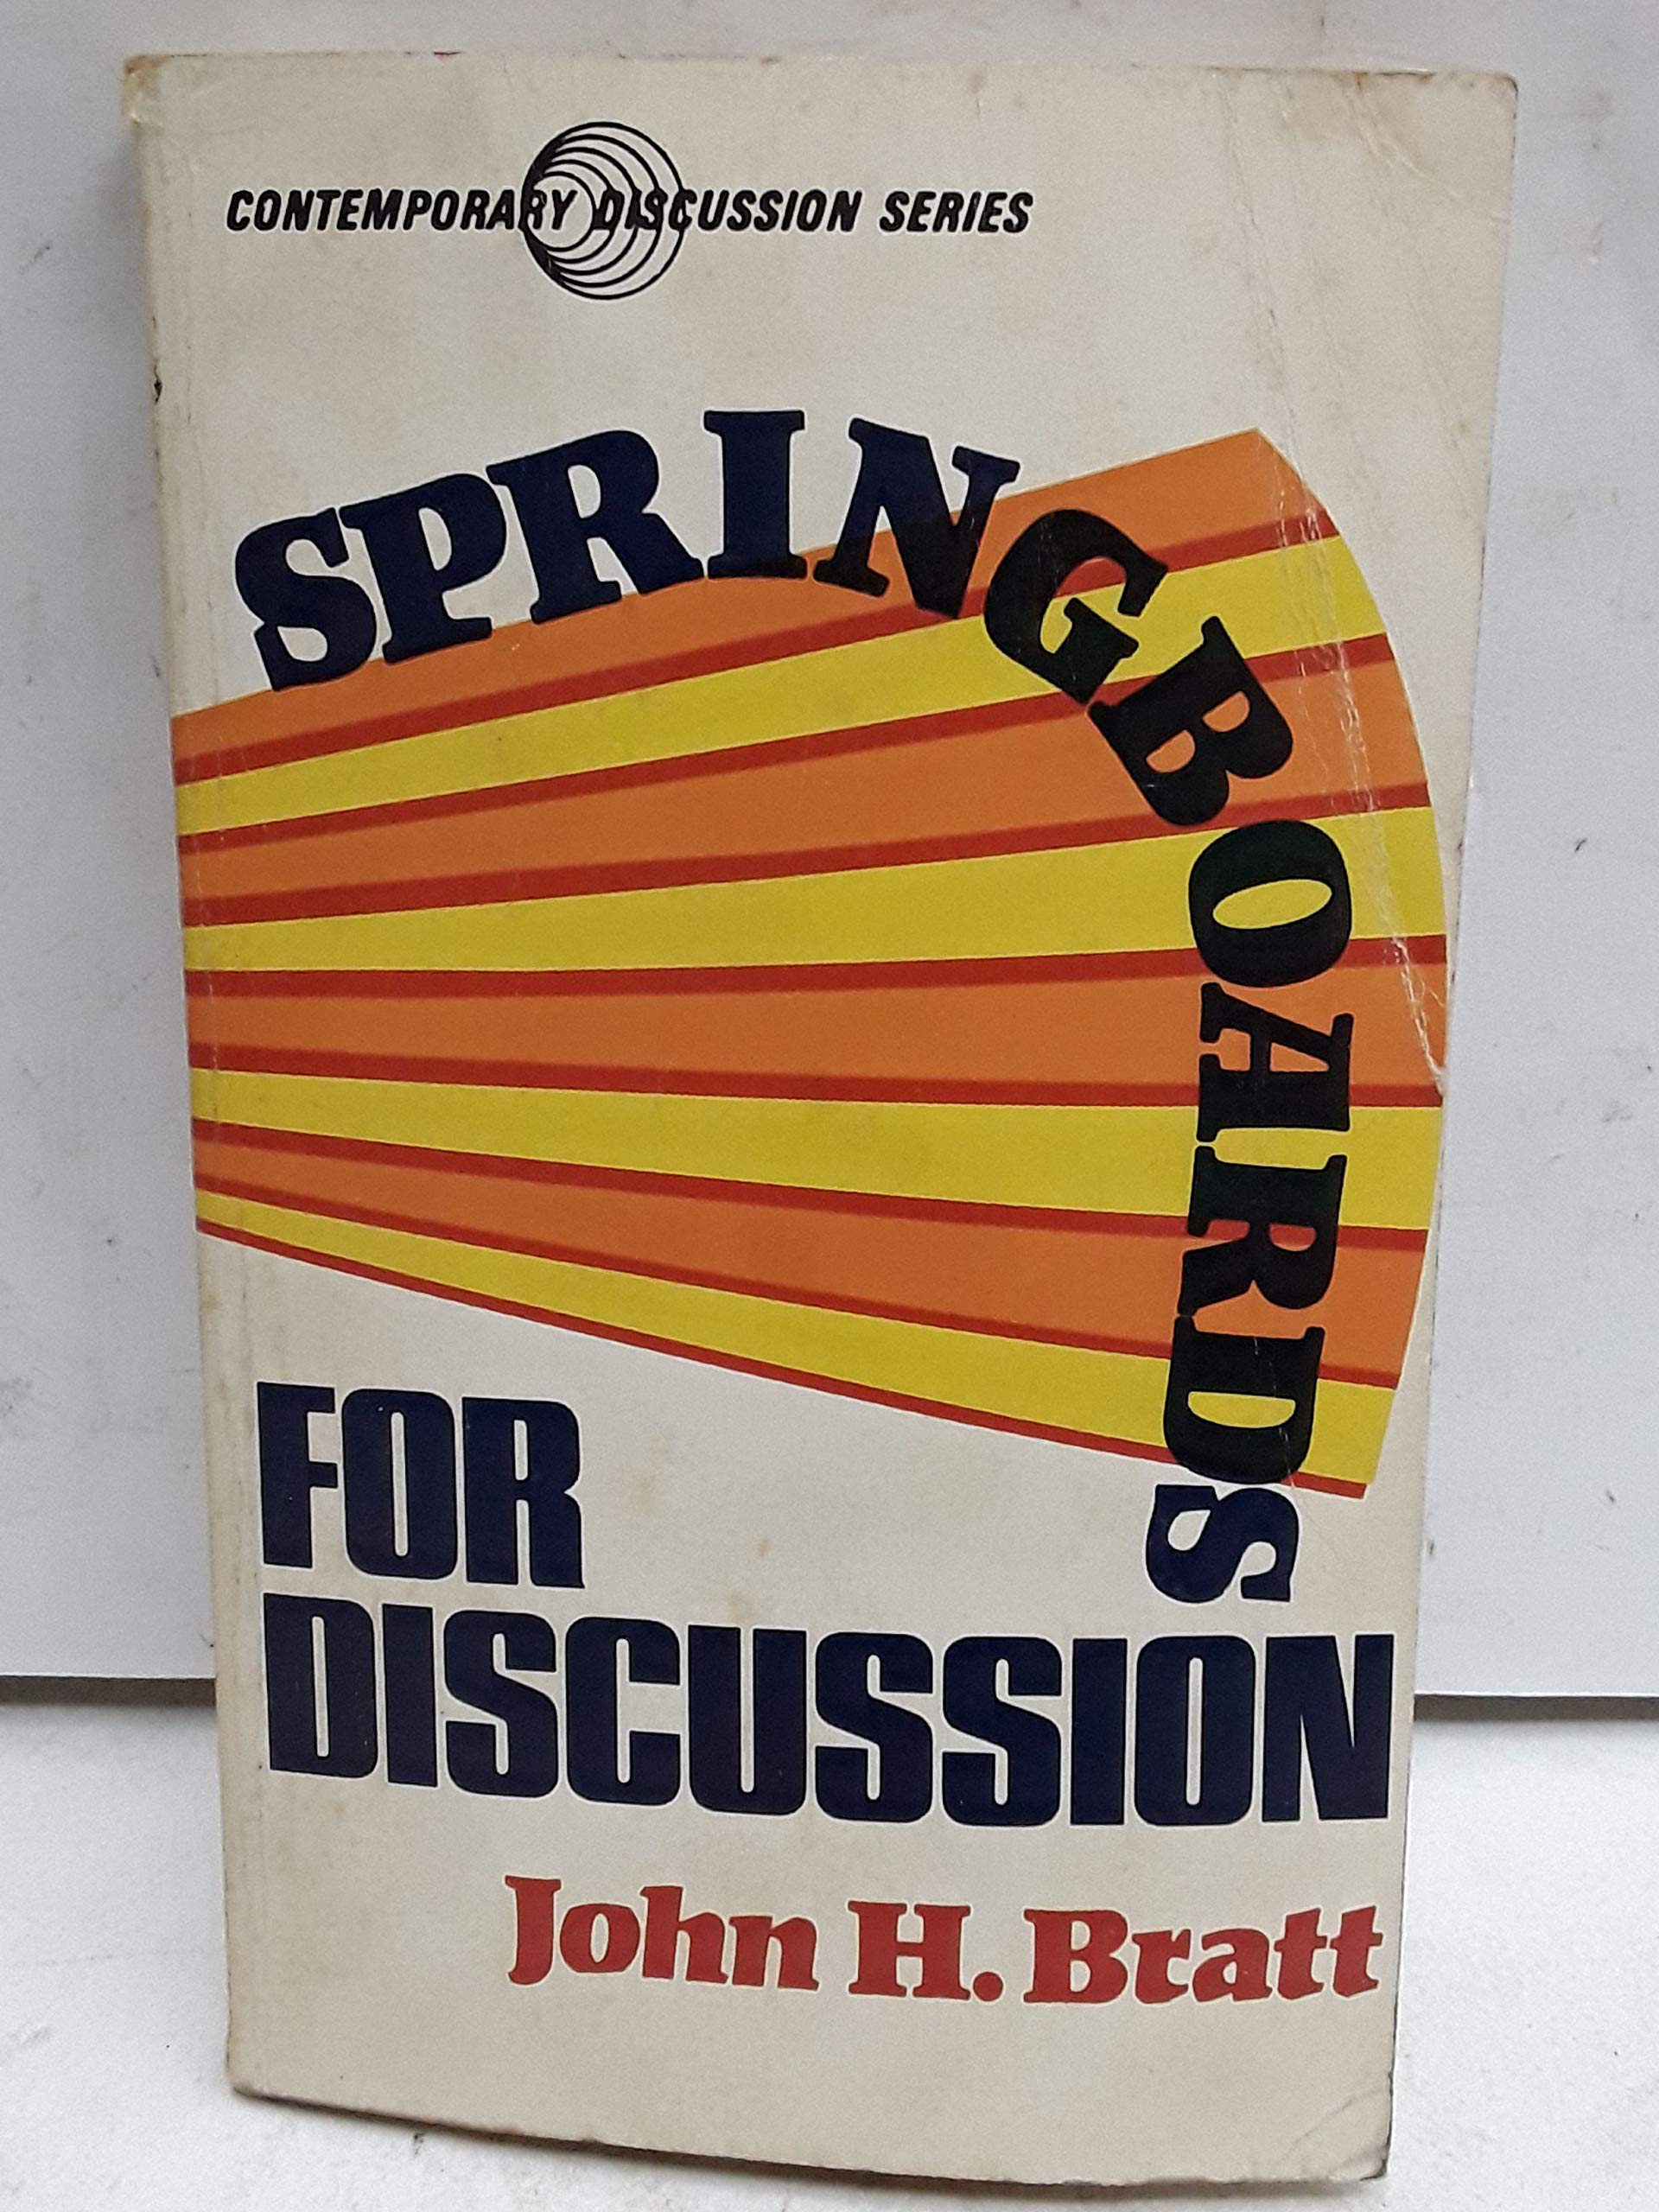 CONTEMPORARY DISCUSSION SERIES
SPRINGBOARDS
FOR
DISCUSSION
John H. Bratt